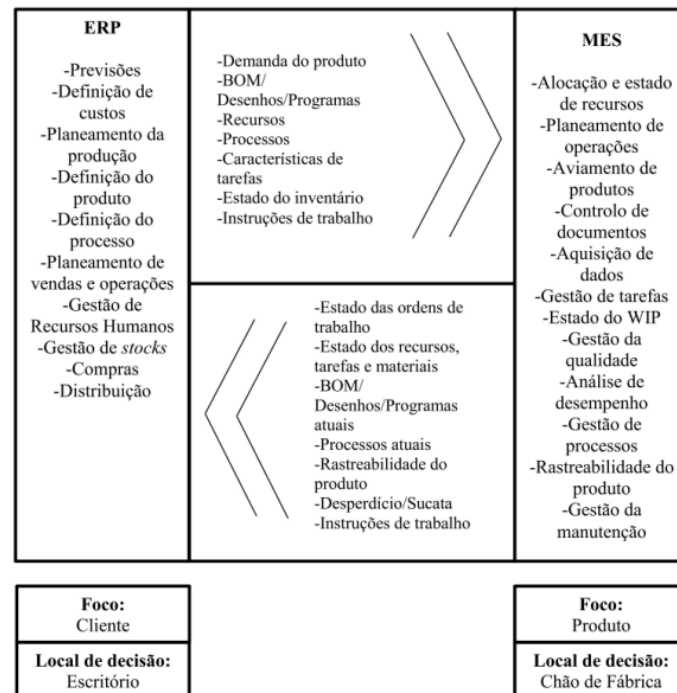 ERP
-Previsões
-Definição de
custos
-Planeamento da
produção
-Definição do
produto
-Definição do
processo
-Planeamento de
vendas e operações
-Gestão de
Recursos Humanos
-Gestão de stocks
-Compras
-Distribuição
-Demanda do produto
-BOM/
Desenhos/Programas
-Recursos
-Processos
-Características de
tarefas
-Estado do inventário
-Instruções de trabalho
-Estado das ordens de
trabalho
-Estado dos recursos,
tarefas e materiais
-BOM/
Desenhos/Programas
atuais
-Processos atuais
-Rastreabilidade do
produto
-Desperdício/Sucata
-Instruções de trabalho
MES
-Alocação e estado
de recursos
-Planeamento de
operações
-Aviamento de
produtos
-Controlo de
documentos
-Aquisição de
dados
-Gestão de tarefas
-Estado do WIP
-Gestão da
qualidade
-Análise de
desempenho
-Gestão de
processos
-Rastreabilidade do
produto
-Gestão da
manutenção
Foco:
Cliente
Local de decisão:
Escritório
Foco:
Produto
Local de decisão:
Chão de Fábrica